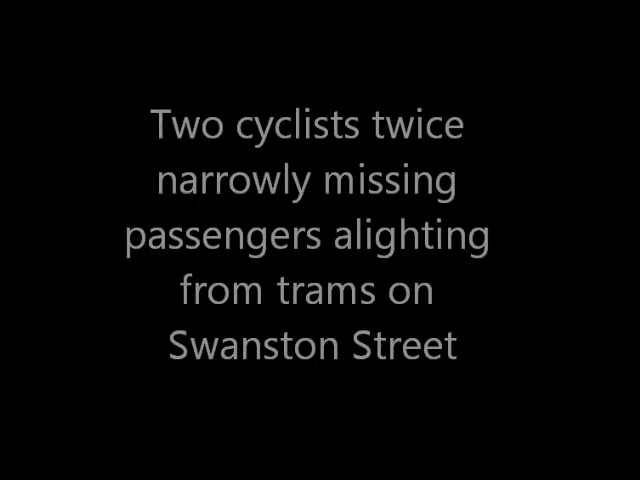 Two cyclists twice
narrowly missing
passengers alighting
from trams on
Swanston Street